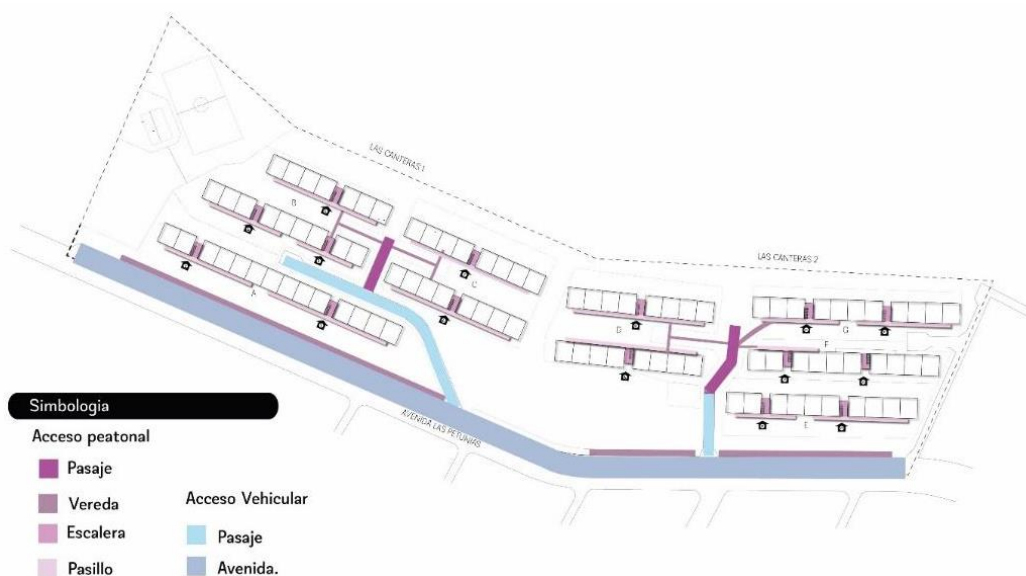 LAS CANTERAS 1
LAS CANTERAS 2
B
C
A
D
G
F
E
AVENIDA LAS PETUNIAS
Simbologia
Acceso peatonal
Pasaje
Vereda
Escalera
Pasillo
Acceso Vehicular
Pasaje
Avenida.